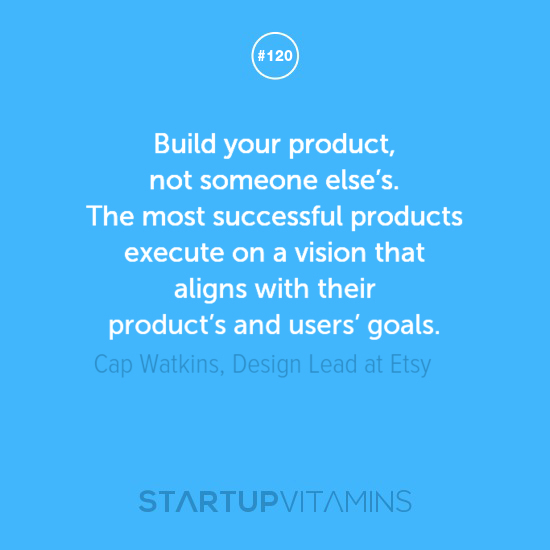 #120
Build your product,
not someone else’s.
The most successful products
execute on a vision that
aligns with their
product’s and users’ goals.
Cap Watkins, Design Lead at Etsy
STARTUPVITAMINS